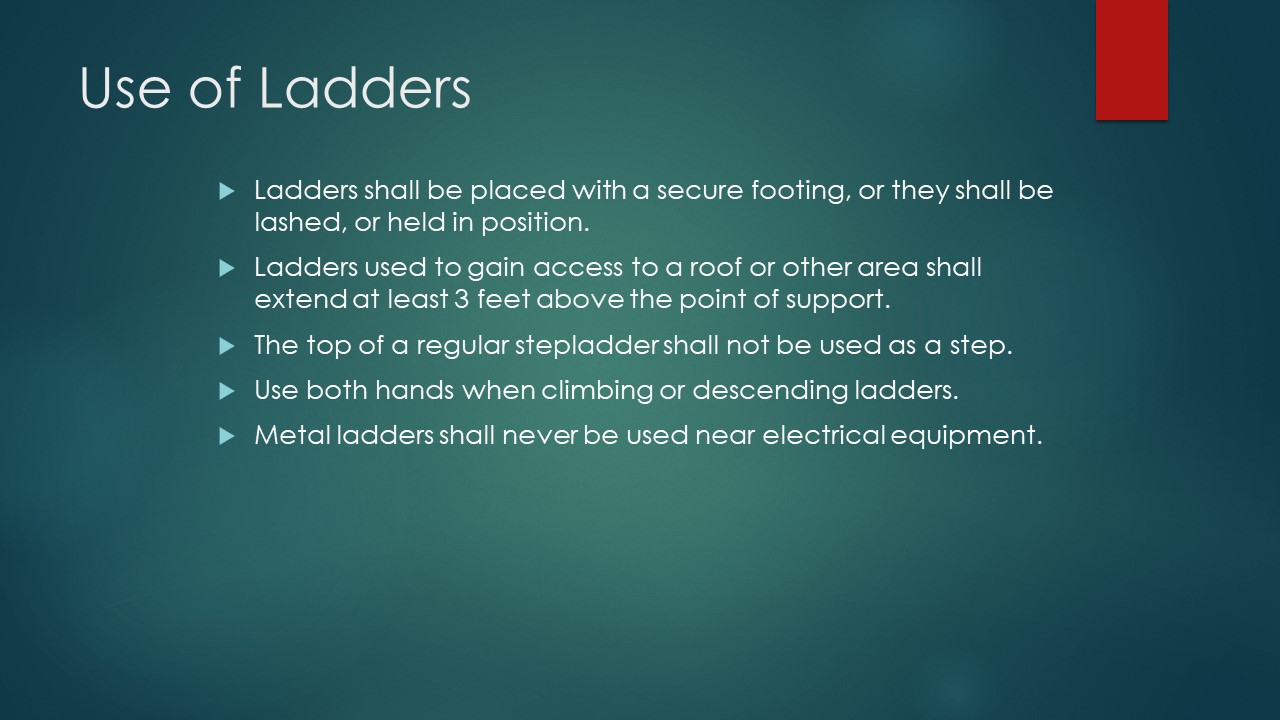 Use of Ladders
Ladders shall be placed with a secure footing, or they shall be
lashed, or held in position.
Ladders used to gain access to a roof or other area shall
extend at least 3 feet above the point of support.
The top of a regular stepladder shall not be used as a step.
Use both hands when climbing or descending ladders.
Metal ladders shall never be used near electrical equipment.